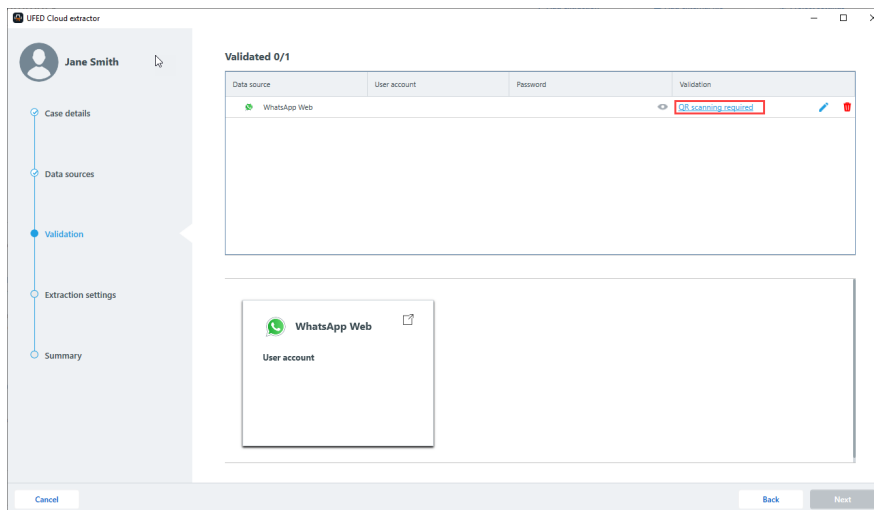 UFED Cloud extractor
Jane Smith
Case details
Data sources
Validation
Extraction settings
Summary
Validated 0/1
Data source User account Password Validation
WhatsApp Web QR scanning required
WhatsApp Web
User account
Cancel Back Next